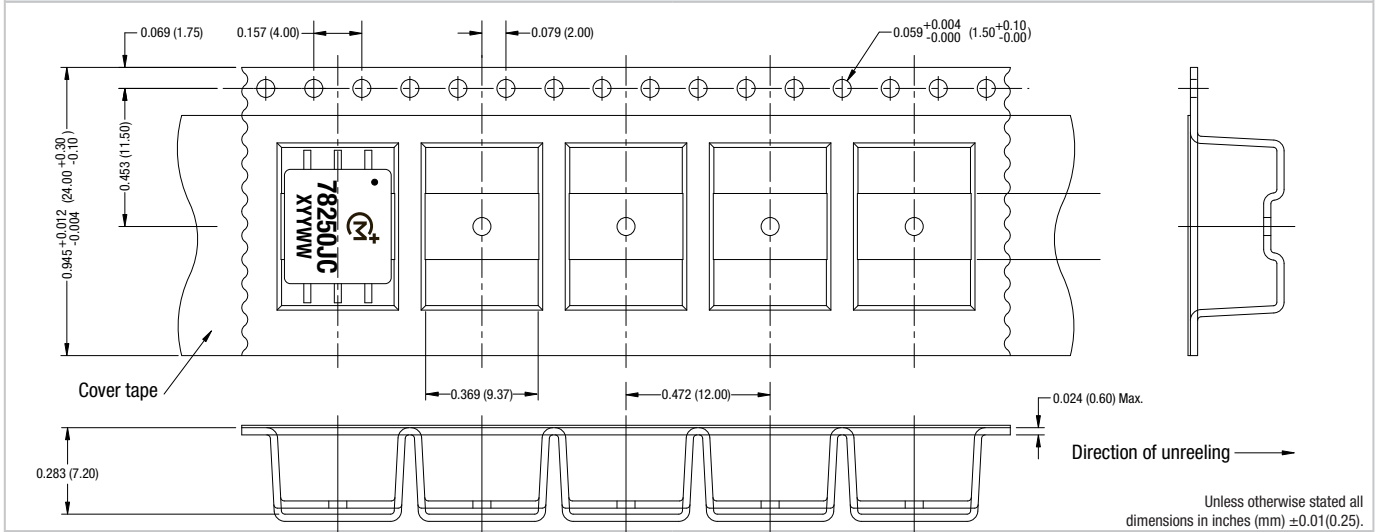 0.069 (1.75)
0.157 (4.00)
0.079 (2.00)
0.059 +0.004 -0.000 (1.50 +0.10 -0.00)
0.945 +0.012 -0.004 (24.00 +0.30 -0.10)
0.453 (11.50)
78250JC
XYYWW
M+
Cover tape
0.369 (9.37)
0.472 (12.00)
0.024 (0.60) Max.
0.283 (7.20)
Direction of unreeling
Unless otherwise stated all
dimensions in inches (mm) ±0.01(0.25).